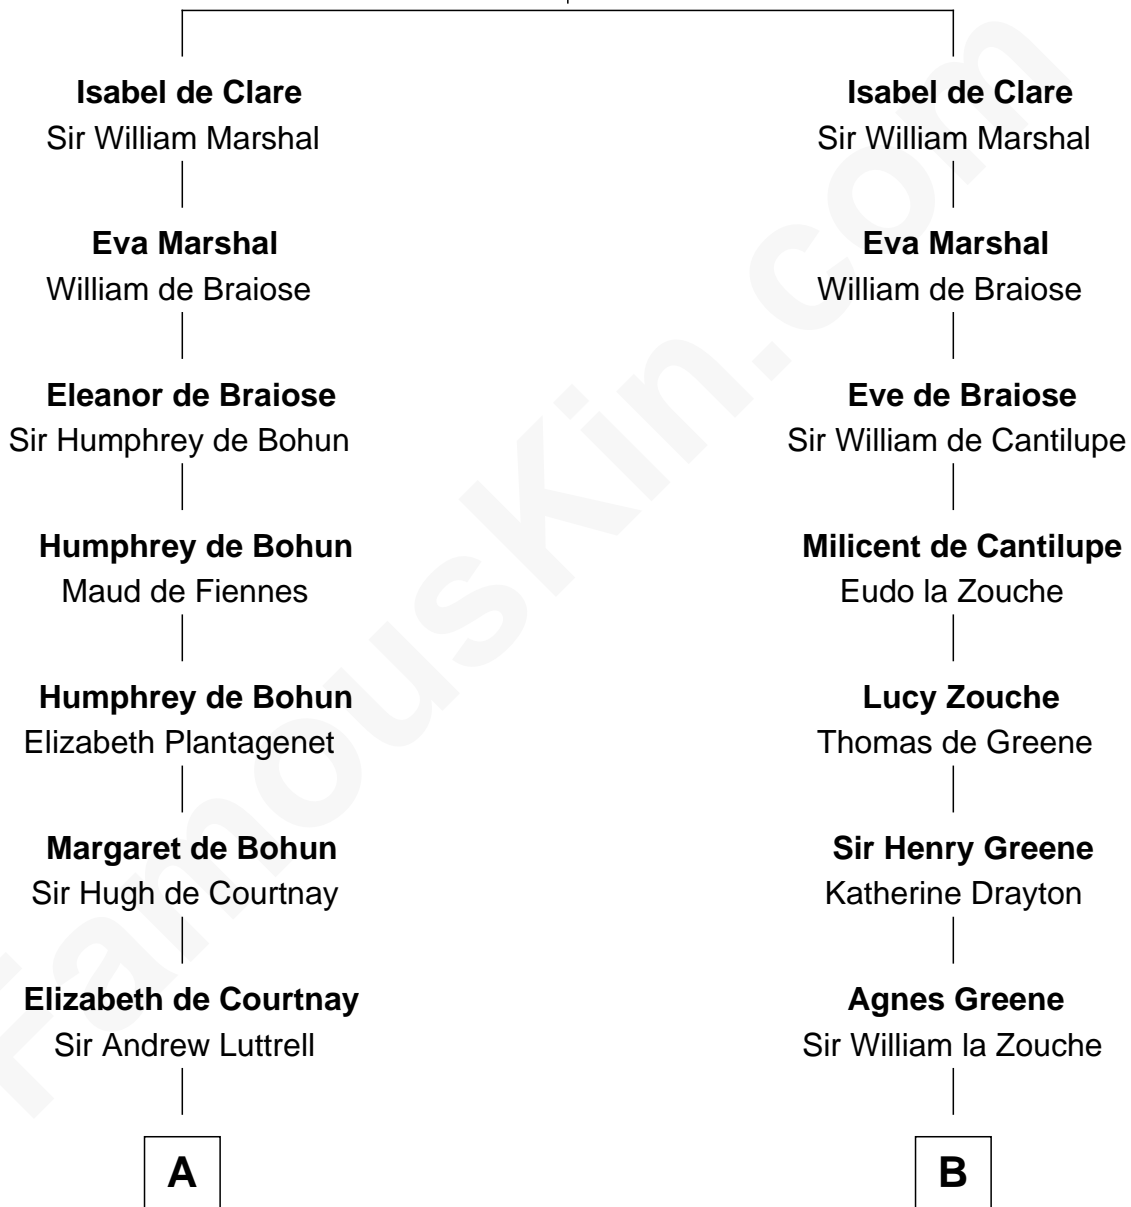 Isabel de Clare
Sir William Marshal
Eva Marshal
William de Braiose
Eleanor de Braiose
Sir Humphrey de Bohun
Humphrey de Bohun
Maud de Fiennes
Humphrey de Bohun
Elizabeth Plantagenet
Margaret de Bohun
Sir Hugh de Courtnay
Elizabeth de Courtnay
Sir Andrew Luttrell
A
Isabel de Clare
Sir William Marshal
Eva Marshal
William de Braiose
Eve de Braiose
Sir William de Cantilupe
Milicent de Cantilupe
Eudo la Zouche
Lucy Zouche
Thomas de Greene
Sir Henry Greene
Katherine Drayton
Agnes Greene
Sir William la Zouche
B
FamousKin.com